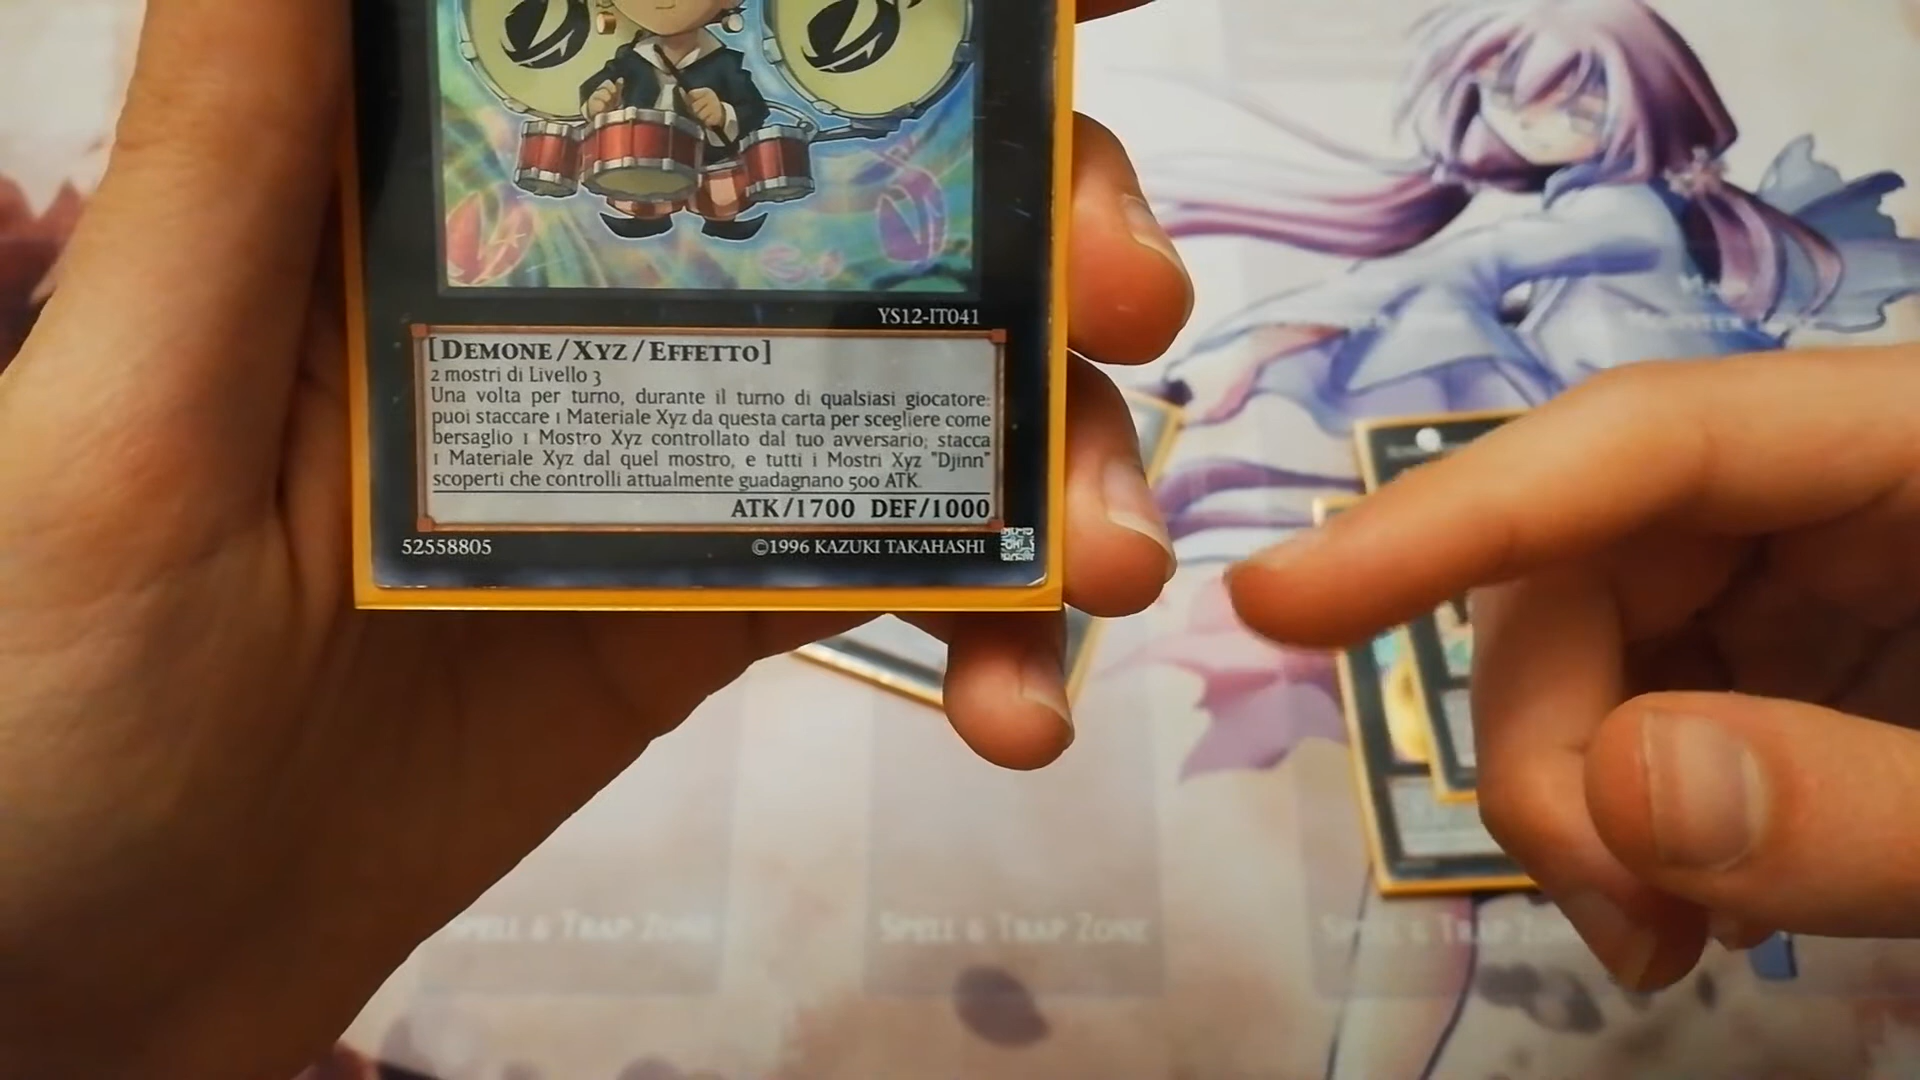 YS12-IT041
[DEMONE/XYZ/EFFETTO]
2 mostri di Livello 3
Una volta per turno, durante il turno di qualsiasi giocatore:
puoi staccare 1 Materiale Xyz da questa carta per scegliere come
bersaglio 1 Mostro Xyz controllato dal tuo avversario; stacca
1 Materiale Xyz dal quel mostro, e tutti i Mostri Xyz "Djinn"
scoperti che controlli attualmente guadagnano 500 ATK.
ATK/1700 DEF/1000
52558805
©1996 KAZUKI TAKAHASHI
SPELL & TRAP ZONE
SPELL & TRAP ZONE
SPELL & TRAP